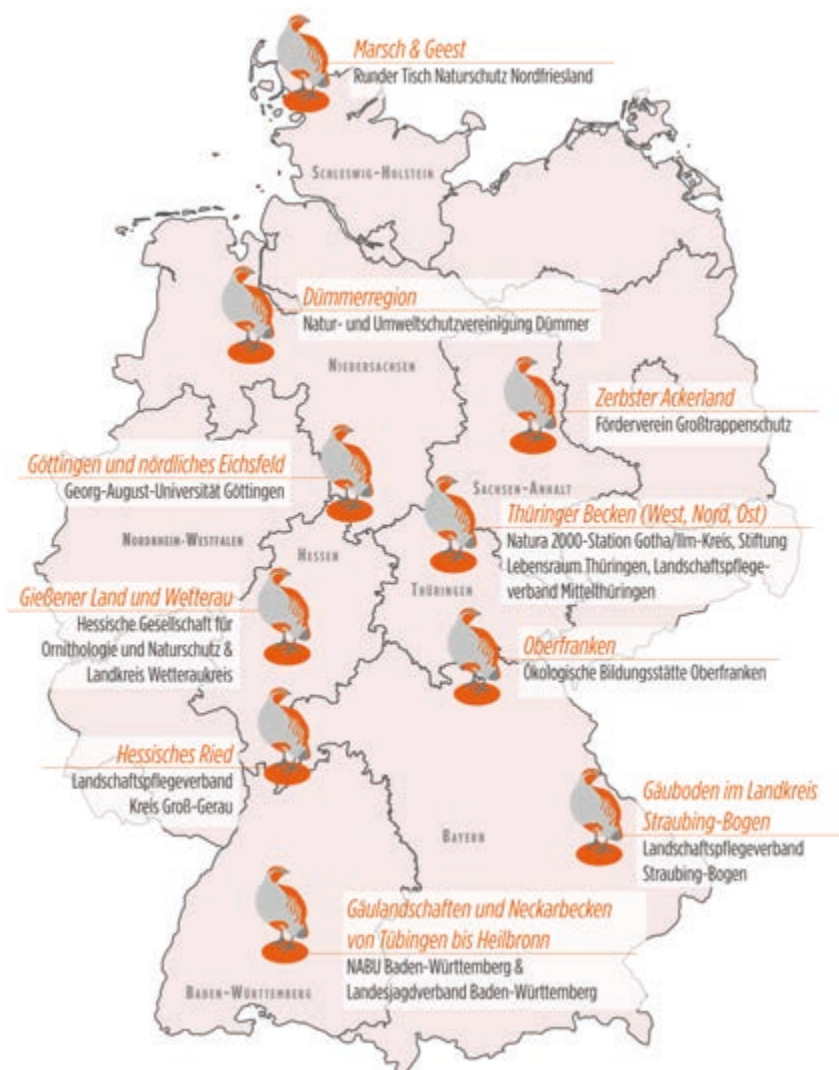 Marsch & Geest
Runder Tisch Naturschutz Nordfriesland
SCHLESWIG-HOLSTEIN
Dümmerregion
Natur- und Umweltschutzvereinigung Dümmer
NIEDERSACHSEN
Zerbster Ackerland
Förderverein Großtrappenschutz
Göttingen und nördliches Eichsfeld
Georg-August-Universität Göttingen
SACHSEN-ANHALT
Thüringer Becken (West, Nord, Ost)
Natura 2000-Station Gotha/Ilm-Kreis, Stiftung
Lebensraum Thüringen, Landschaftspflege-
verband Mittelthüringen
NORDRHEIN-WESTFALEN
HESSEN
THÜRINGEN
Gießener Land und Wetterau
Hessische Gesellschaft für
Ornithologie und Naturschutz &
Landkreis Wetteraukreis
Oberfranken
Ökologische Bildungsstätte Oberfranken
Hessisches Ried
Landschaftspflegeverband
Kreis Groß-Gerau
Gäuboden im Landkreis
Straubing-Bogen
Landschaftspflegeverband
Straubing-Bogen
BAYERN
Gäulandschaften und Neckarbecken
von Tübingen bis Heilbronn
NABU Baden-Württemberg &
Landesjagdverband Baden-Württemberg
BADEN-WÜRTTEMBERG